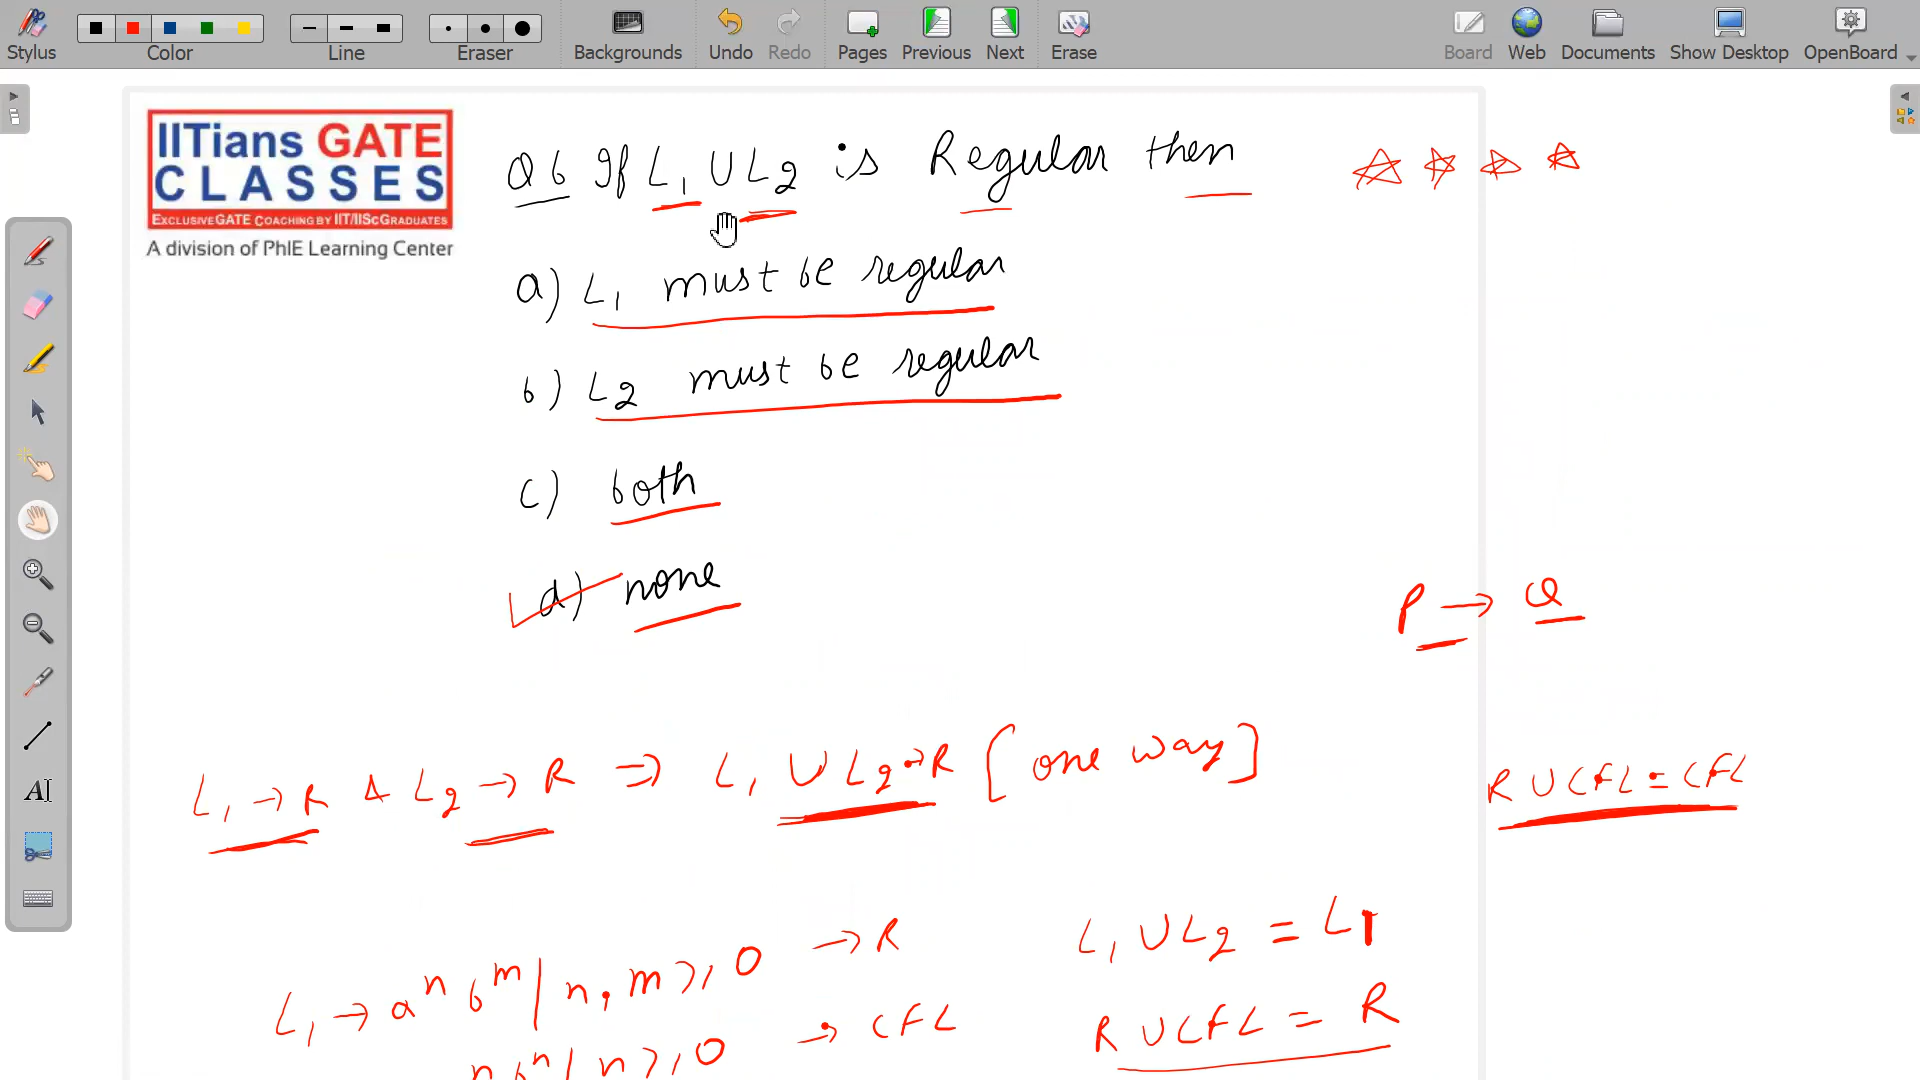 Stylus Color Line Eraser Backgrounds Undo Redo Pages Previous Next Erase Board Web Documents Show Desktop OpenBoard
IITians GATE
CLASSES
EXCLUSIVE GATE COACHING BY IIT/IISc GRADUATES
A division of PhIE Learning Center
Q6 If L1 ∪ L2 is Regular then
a) L1 must be regular
b) L2 must be regular
c) both
d) none
P → Q
L1 → R & L2 → R ⇒ L1 ∪ L2 → R [one way]
R ∪ CFL = CFL
L1 → a^n b^m | n, m ≥ 0 → R
L1 ∪ L2 = L1
n b^n | n ≥ 0 → CFL
R ∪ CFL = R
AI